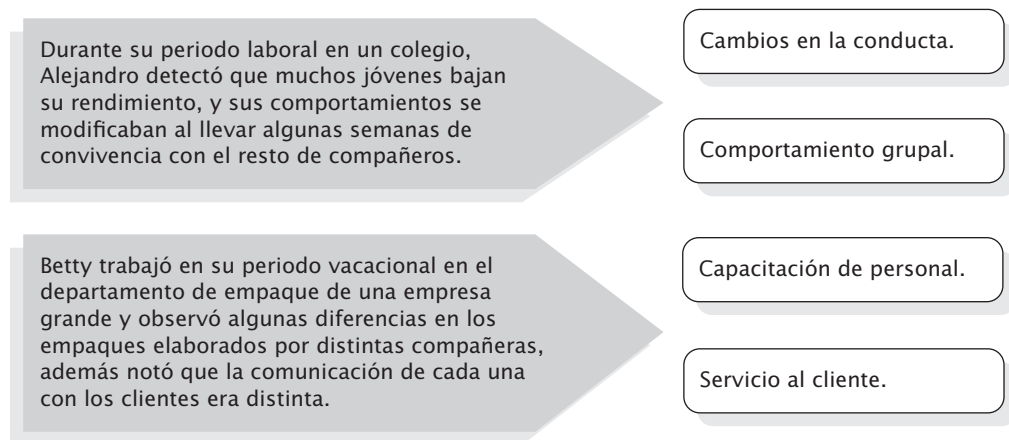 Durante su periodo laboral en un colegio,
Alejandro detectó que muchos jóvenes bajan
su rendimiento, y sus comportamientos se
modificaban al llevar algunas semanas de
convivencia con el resto de compañeros.
Cambios en la conducta.
Comportamiento grupal.
Betty trabajó en su periodo vacacional en el
departamento de empaque de una empresa
grande y observó algunas diferencias en los
empaques elaborados por distintas compañeras,
además notó que la comunicación de cada una
con los clientes era distinta.
Capacitación de personal.
Servicio al cliente.